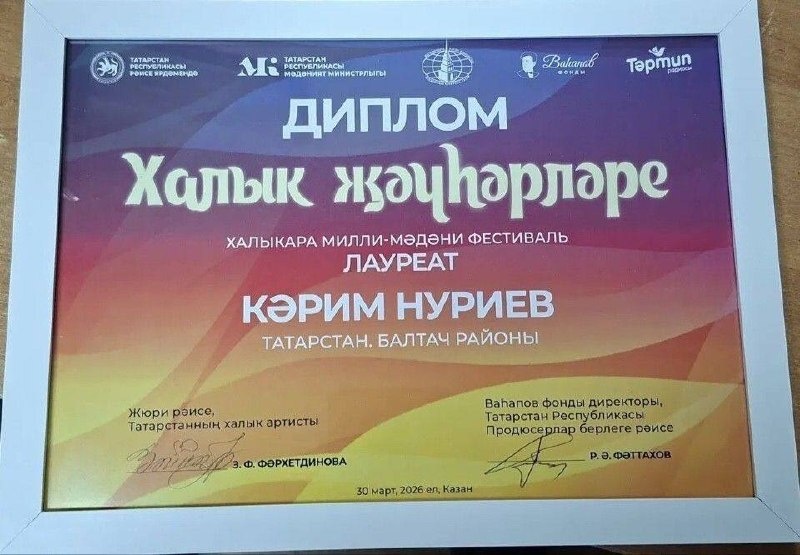 ТАТАРСТАН
РЕСПУБЛИКАСЫ
РӘИСЕ ЯРДӘМЕНДӘ
ТАТАРСТАН
РЕСПУБЛИКАСЫ
МӘДӘНИЯТ МИНИСТРЛЫГЫ
Ваһапов
ФОНДЫ
Тәртип
радиосы
ДИПЛОМ
Халык җәүһәрләре
ХАЛЫКАРА МИЛЛИ-МӘДӘНИ ФЕСТИВАЛЬ
ЛАУРЕАТ
КӘРИМ НУРИЕВ
ТАТАРСТАН, БАЛТАЧ РАЙОНЫ
Жюри рәисе,
Татарстанның халык артисты
З. Ф. ФӘРХЕТДИНОВА
Ваһапов фонды директоры,
Татарстан Республикасы
Продюсерлар берлеге рәисе
Р. Ә. ФӘТТАХОВ
30 март, 2026 ел, Казан